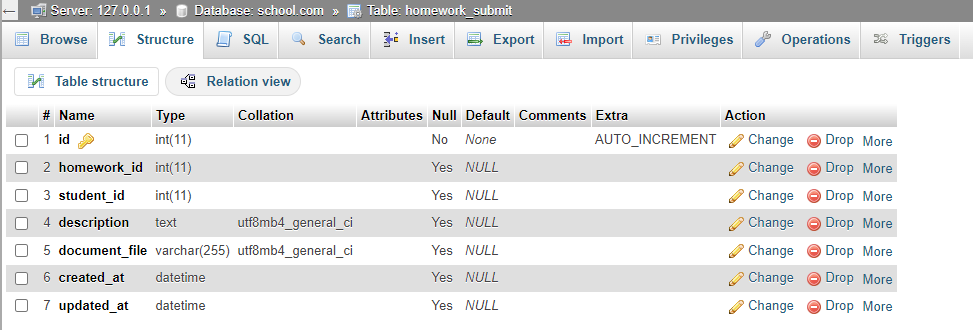 ← Server: 127.0.0.1 » Database: school.com » Table: homework_submit
Browse Structure SQL Search Insert Export Import Privileges Operations Triggers
Table structure Relation view
# Name Type Collation Attributes Null Default Comments Extra Action
1 id int(11) No None AUTO_INCREMENT Change Drop More
2 homework_id int(11) Yes NULL Change Drop More
3 student_id int(11) Yes NULL Change Drop More
4 description text utf8mb4_general_ci Yes NULL Change Drop More
5 document_file varchar(255) utf8mb4_general_ci Yes NULL Change Drop More
6 created_at datetime Yes NULL Change Drop More
7 updated_at datetime Yes NULL Change Drop More